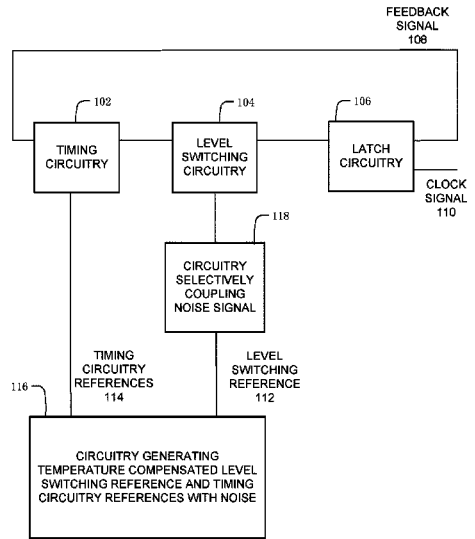 FEEDBACK
SIGNAL
108
102
104
106
TIMING
CIRCUITRY
LEVEL
SWITCHING
CIRCUITRY
LATCH
CIRCUITRY
CLOCK
SIGNAL
110
118
CIRCUITRY
SELECTIVELY
COUPLING
NOISE SIGNAL
TIMING
CIRCUITRY
REFERENCES
114
LEVEL
SWITCHING
REFERENCE
112
116
CIRCUITRY GENERATING
TEMPERATURE COMPENSATED LEVEL
SWITCHING REFERENCE AND TIMING
CIRCUITRY REFERENCES WITH NOISE